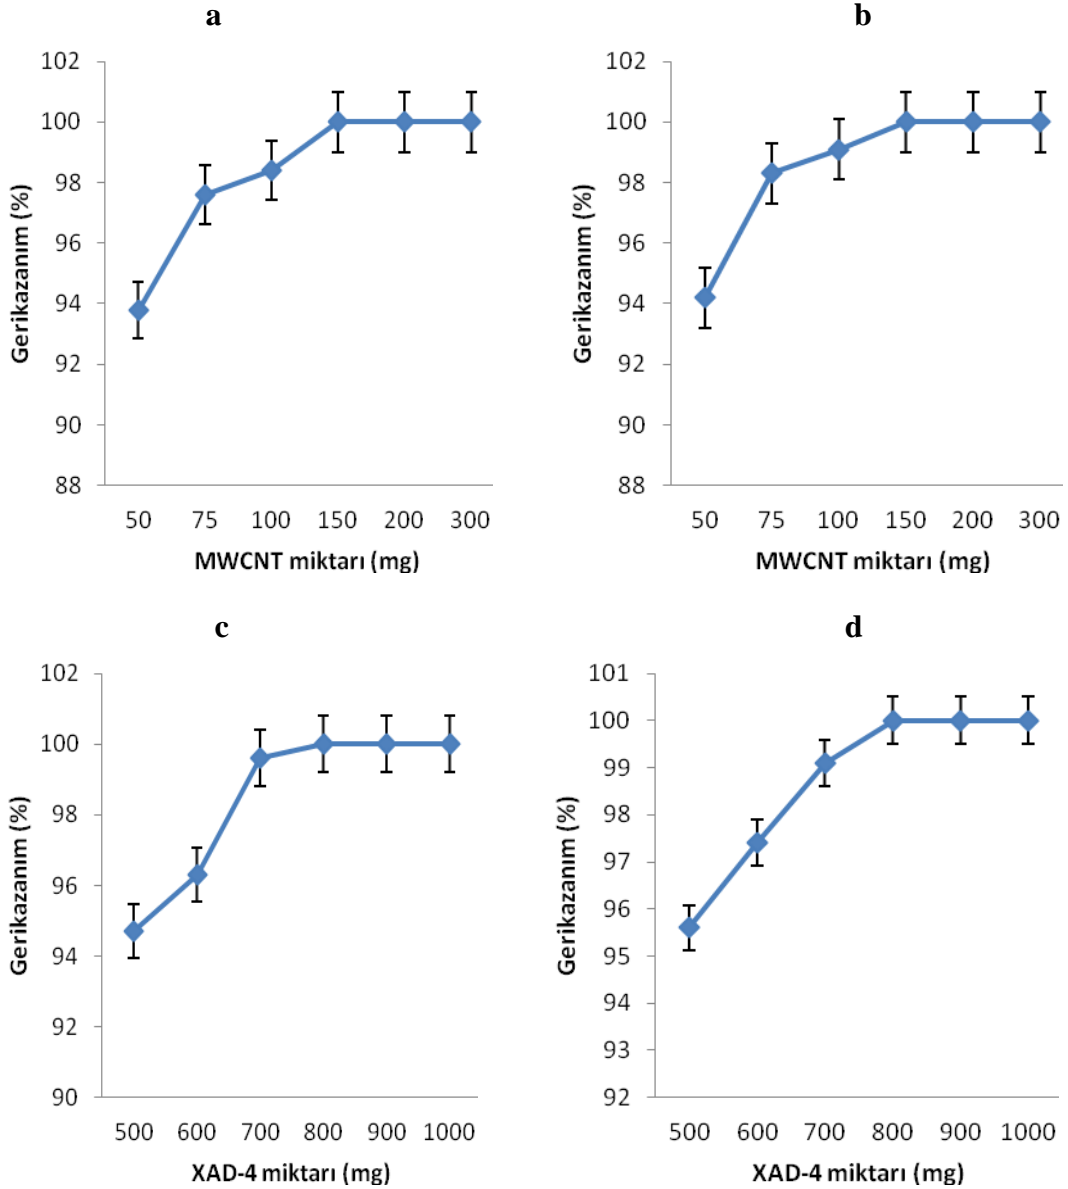 a
102
100
98
96
94
92
90
88
Gerikazanım (%)
50 75 100 150 200 300
MWCNT miktarı (mg)
b
102
100
98
96
94
92
90
88
Gerikazanım (%)
50 75 100 150 200 300
MWCNT miktarı (mg)
c
102
100
98
96
94
92
90
Gerikazanım (%)
500 600 700 800 900 1000
XAD-4 miktarı (mg)
d
101
100
99
98
97
96
95
94
93
92
Gerikazanım (%)
500 600 700 800 900 1000
XAD-4 miktarı (mg)